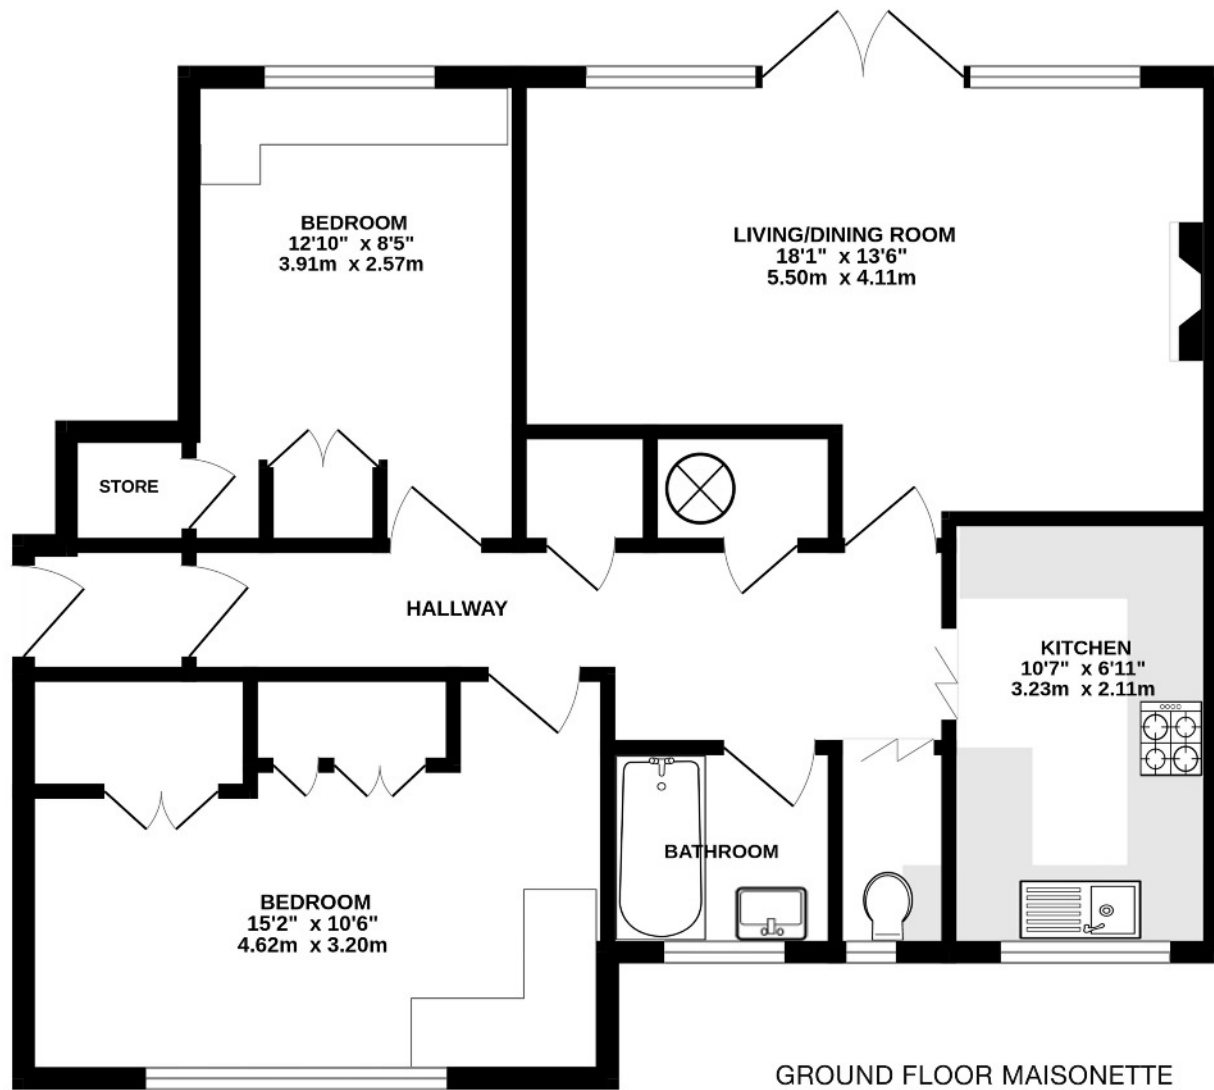 BEDROOM
12'10" x 8'5"
3.91m x 2.57m
LIVING/DINING ROOM
18'1" x 13'6"
5.50m x 4.11m
STORE
HALLWAY
KITCHEN
10'7" x 6'11"
3.23m x 2.11m
BATHROOM
BEDROOM
15'2" x 10'6"
4.62m x 3.20m
GROUND FLOOR MAISONETTE